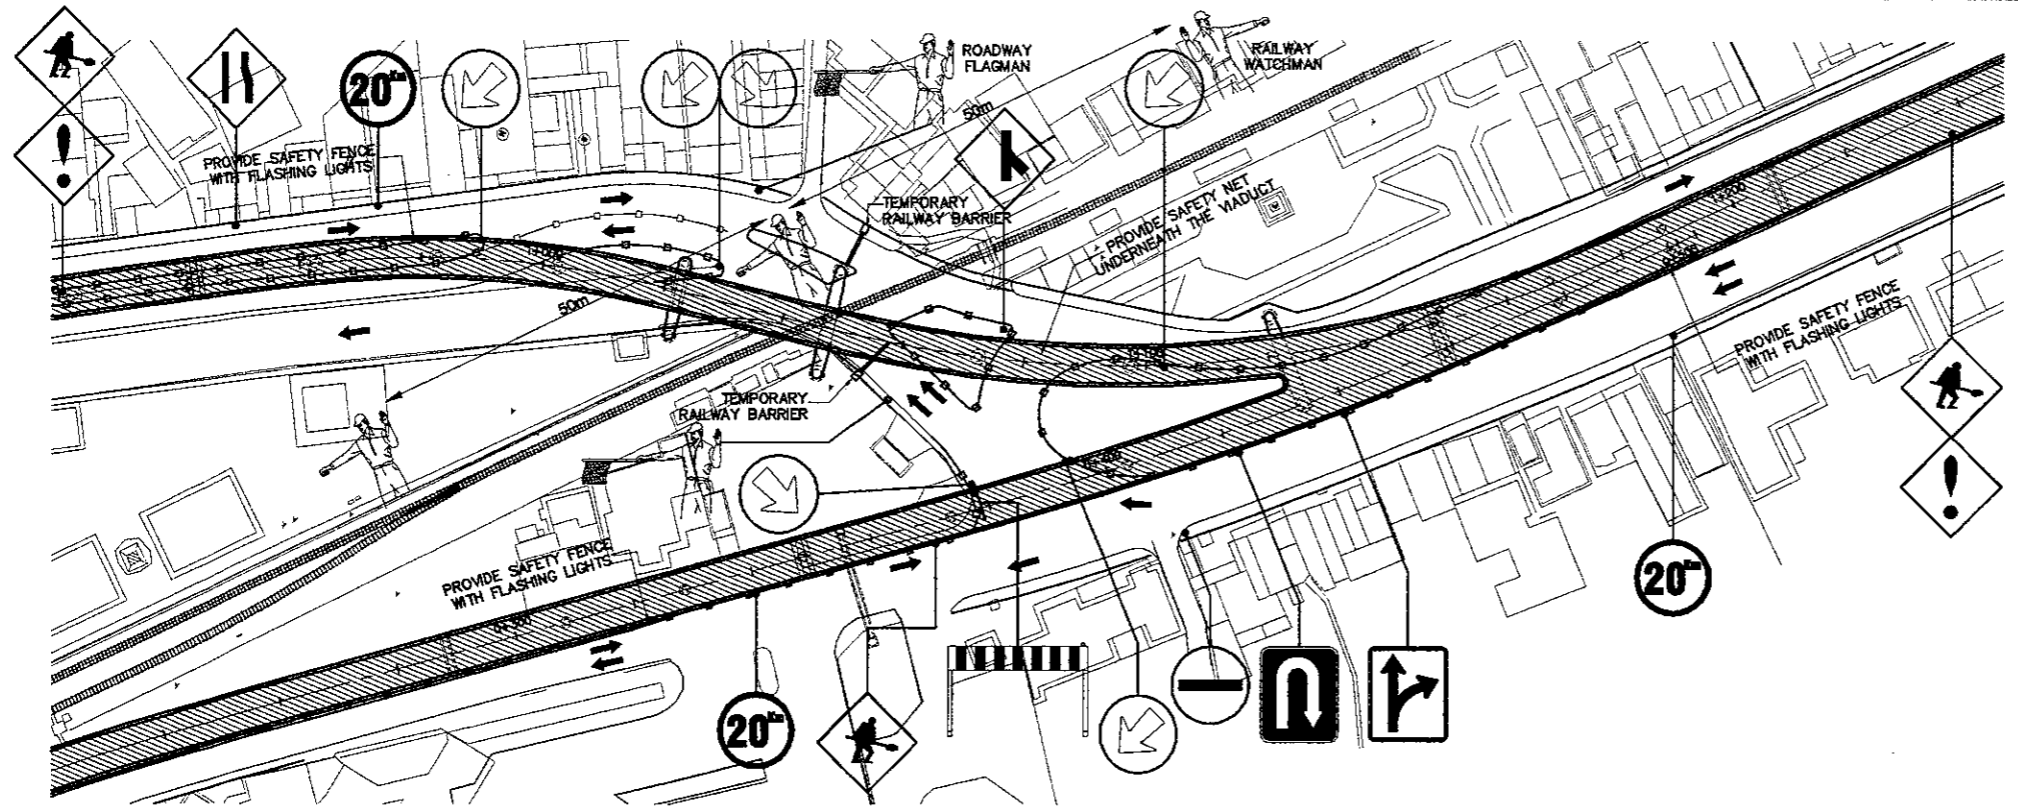 ROADWAY
FLAGMAN
RAILWAY
WATCHMAN
20Km
50m
PROVIDE SAFETY FENCE
WITH FLASHING LIGHTS
TEMPORARY
RAILWAY BARRIER
PROVIDE SAFETY NET
UNDERNEATH THE VIADUCT
50m
PROVIDE SAFETY FENCE
WITH FLASHING LIGHTS
TEMPORARY
RAILWAY BARRIER
PROVIDE SAFETY FENCE
WITH FLASHING LIGHTS
20Km
20Km